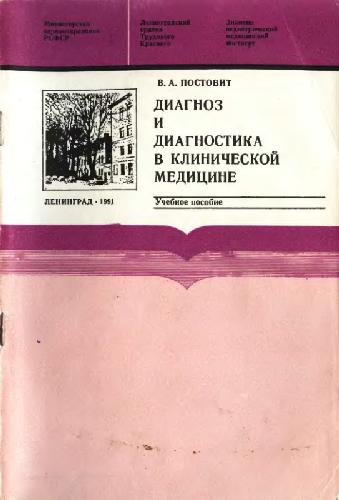 Министерство
здравоохранения
РСФСР
Ленинградский
ордена
Трудового
Красного
Знамени
педиатрический
медицинский
институт
В. А. ПОСТОВИТ
ДИАГНОЗ
И
ДИАГНОСТИКА
В КЛИНИЧЕСКОЙ
МЕДИЦИНЕ
ЛЕНИНГРАД · 1991
Учебное пособие